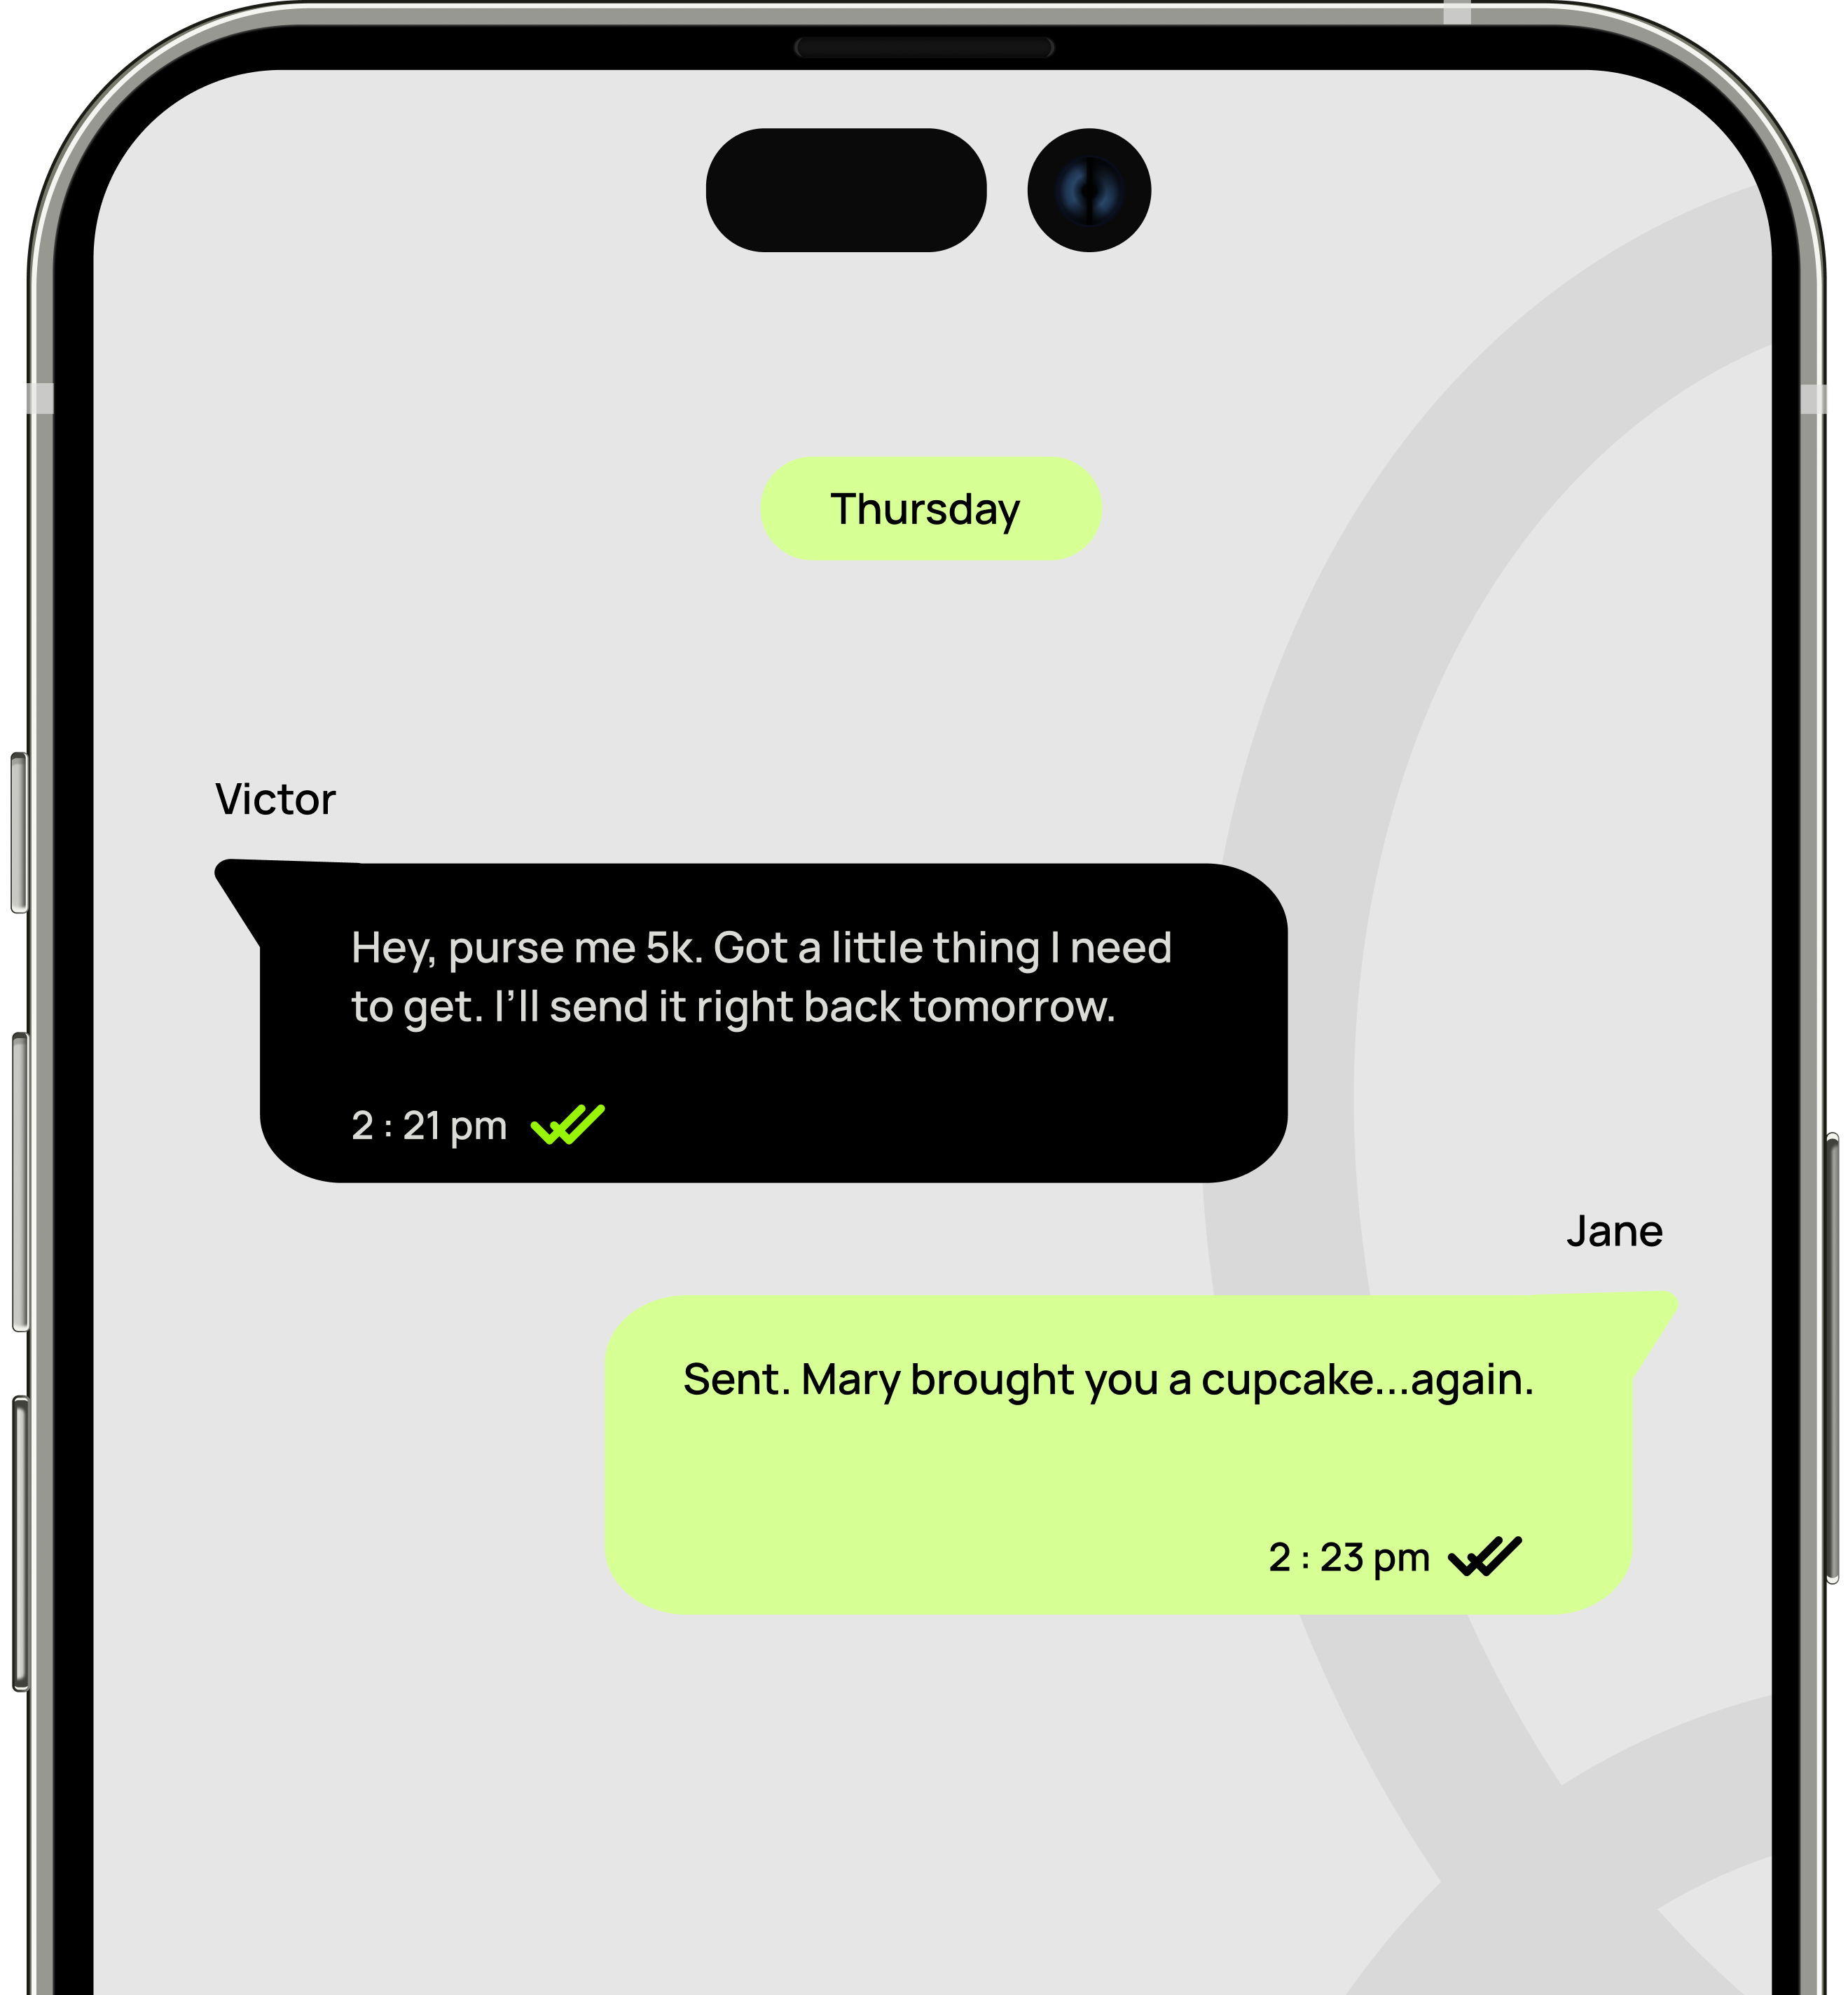 Thursday
Victor
Hey, purse me 5k. Got a little thing I need
to get. I’ll send it right back tomorrow.
2 : 21 pm
Jane
Sent. Mary brought you a cupcake...again.
2 : 23 pm